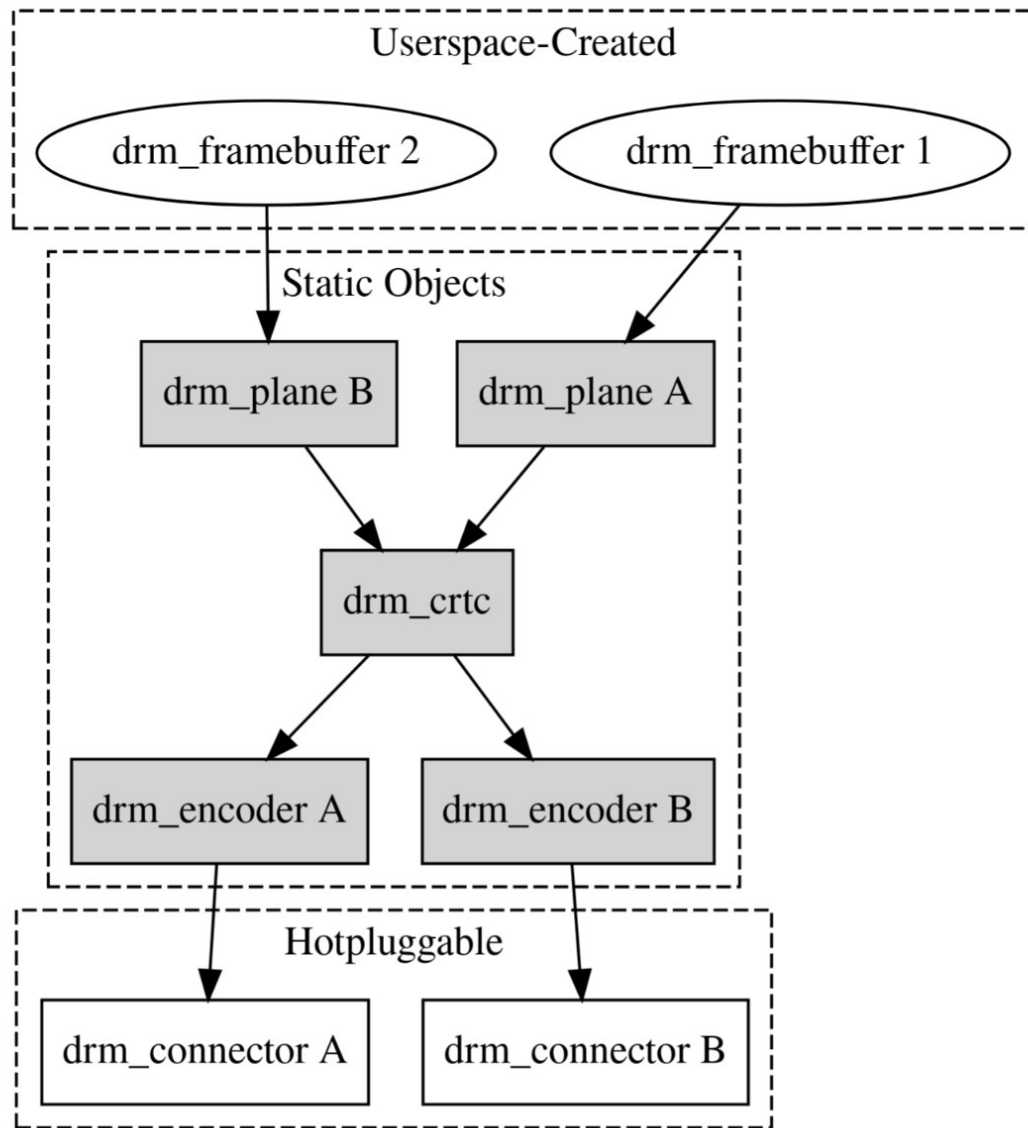 Userspace-Created
drm_framebuffer 2
drm_framebuffer 1
Static Objects
drm_plane B
drm_plane A
drm_crtc
drm_encoder A
drm_encoder B
Hotpluggable
drm_connector A
drm_connector B